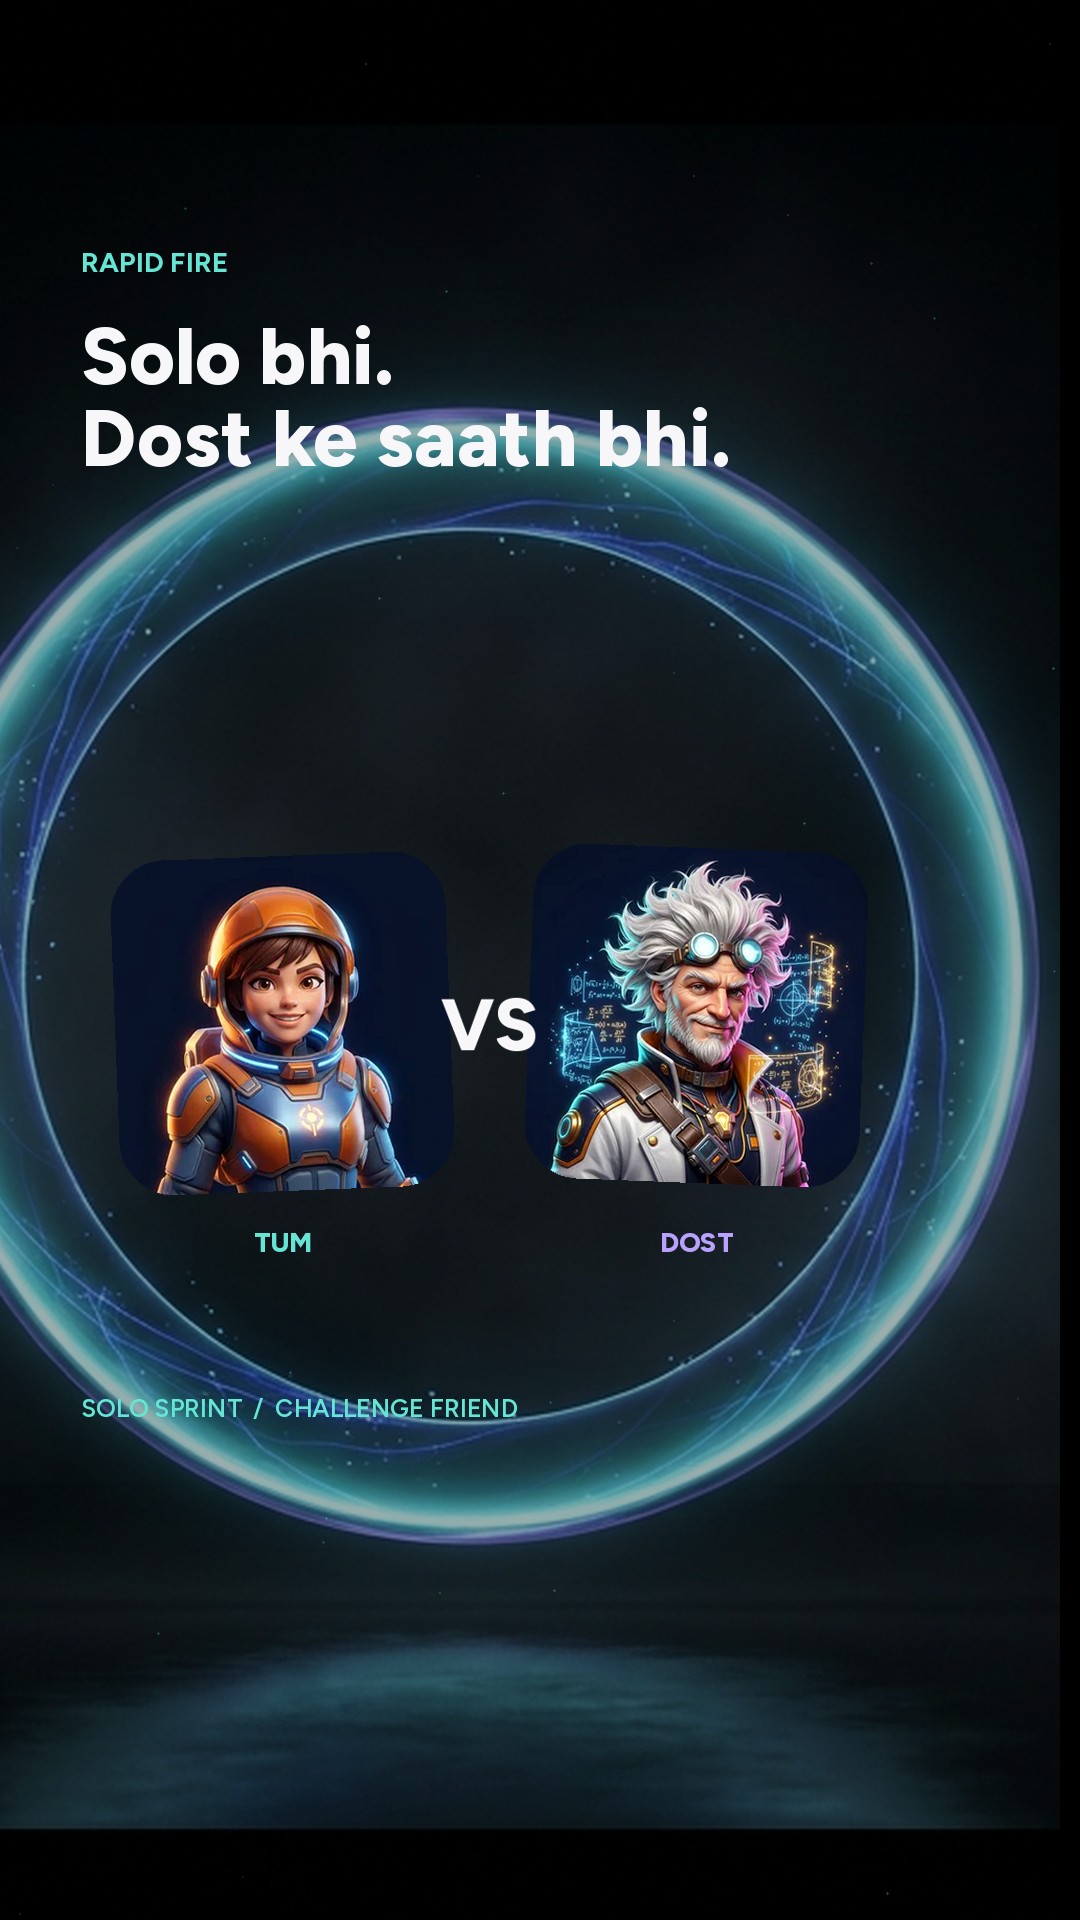 RAPID FIRE
Solo bhi.
Dost ke saath bhi.
VS
TUM
DOST
SOLO SPRINT / CHALLENGE FRIEND